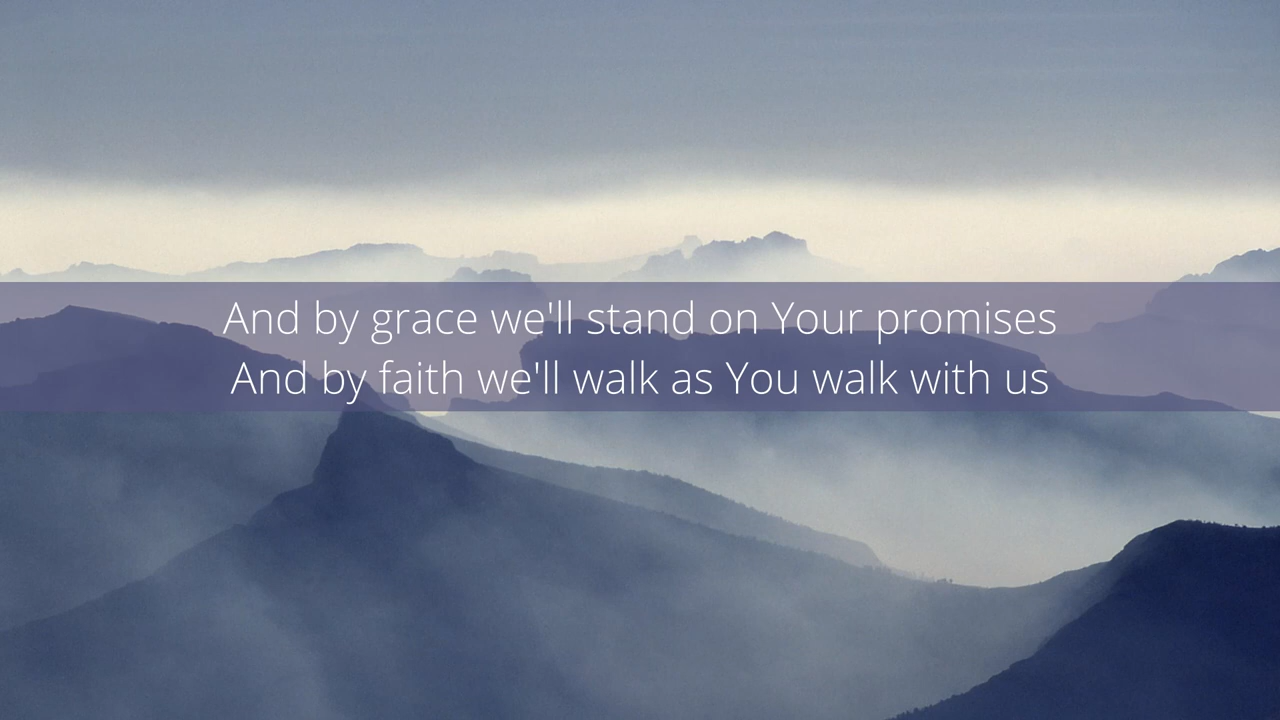 And by grace we'll stand on Your promises
And by faith we'll walk as You walk with us